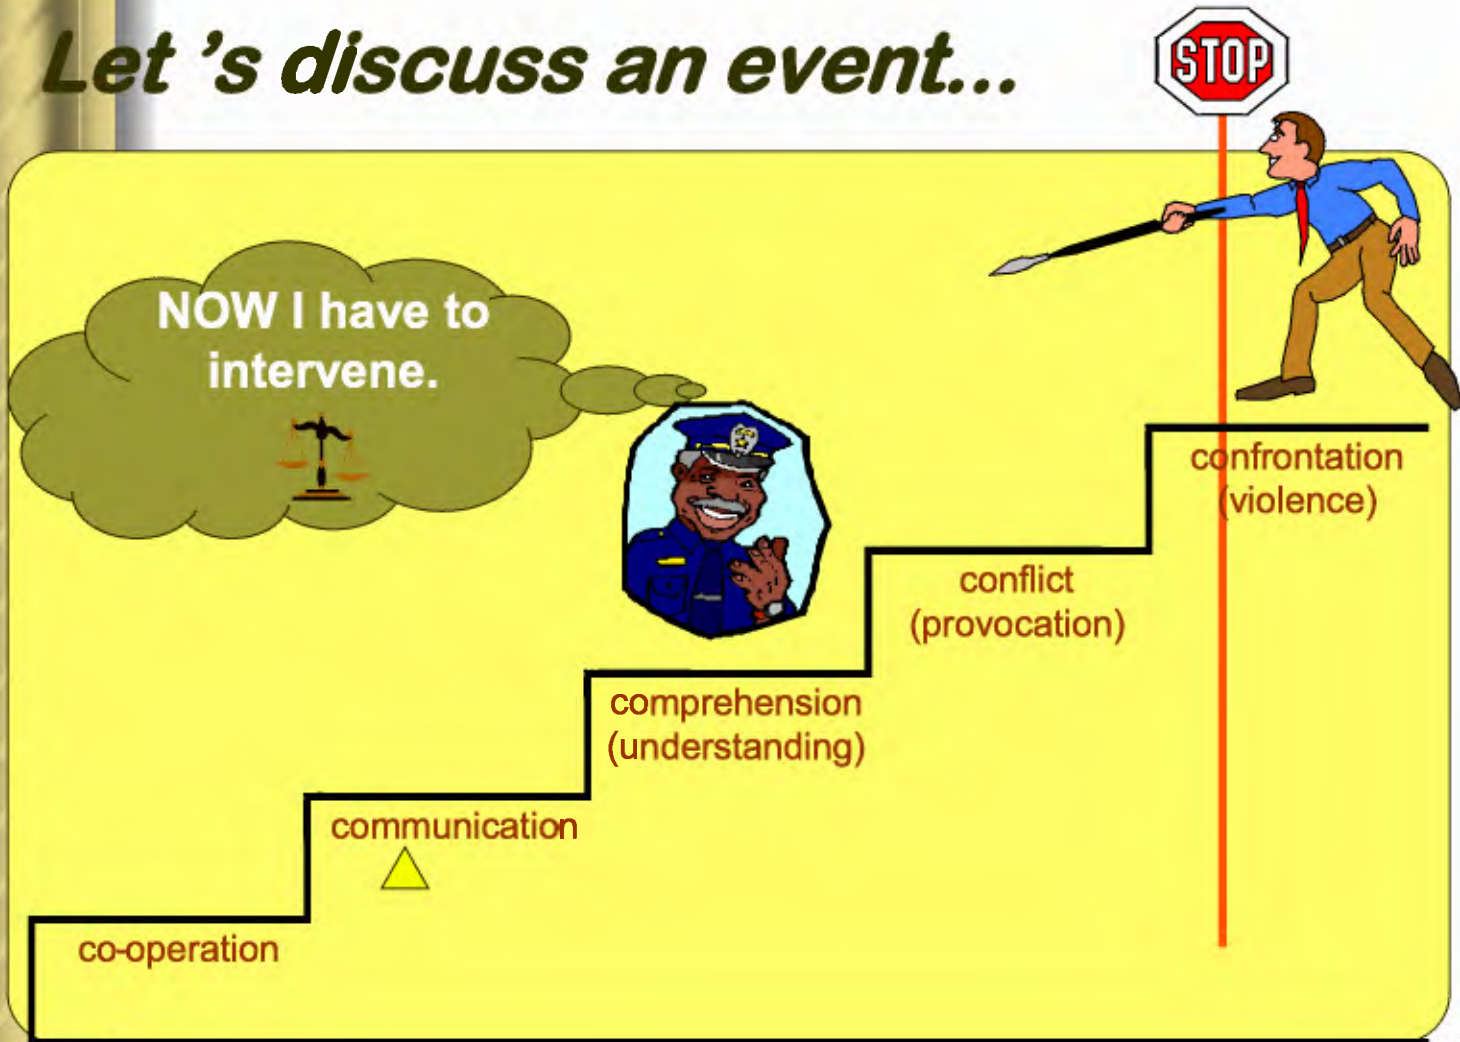 Let 's discuss an event...
STOP
NOW I have to
intervene.
confrontation
(violence)
conflict
(provocation)
comprehension
(understanding)
communication
co-operation